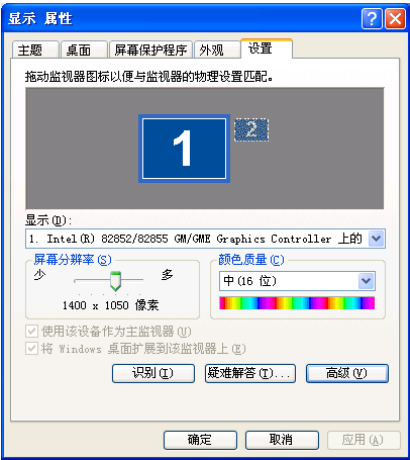 显示 属性
主题 桌面 屏幕保护程序 外观 设置
拖动监视器图标以便与监视器的物理设置匹配。
1 2
显示(D):
1. Intel(R) 82852/82855 GM/GME Graphics Controller 上的
屏幕分辨率(S) 颜色质量(C)
少 多 中(16 位)
1400 x 1050 像素
使用该设备作为主监视器(U)
将 Windows 桌面扩展到该监视器上(E)
识别(I) 疑难解答(T)... 高级(V)
确定 取消 应用(A)